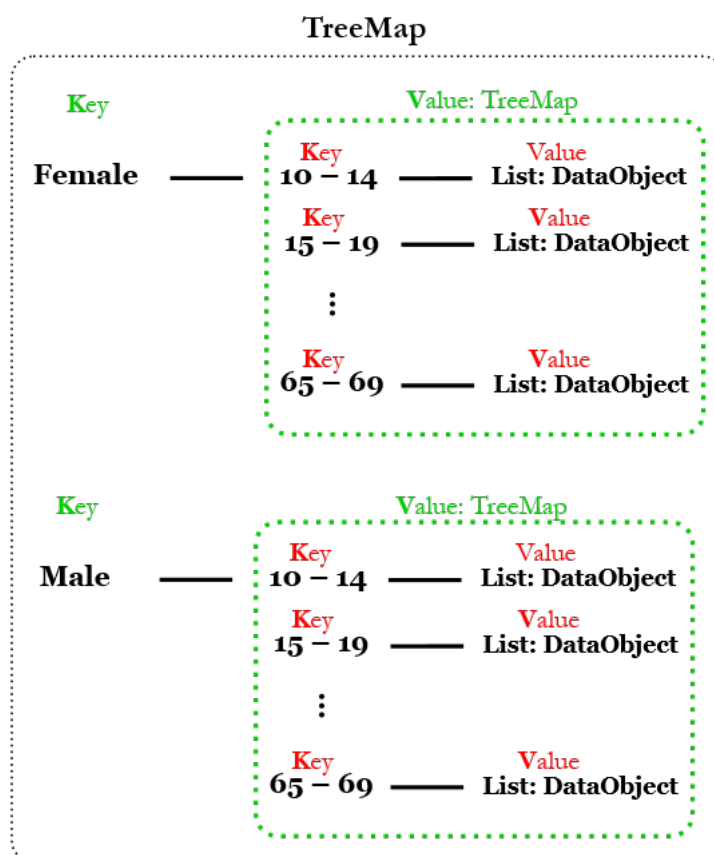 TreeMap
Key Value: TreeMap
Key Value
Female 10 – 14 List: DataObject
Key Value
15 – 19 List: DataObject
⋮
Key Value
65 – 69 List: DataObject
Key Value: TreeMap
Key Value
Male 10 – 14 List: DataObject
Key Value
15 – 19 List: DataObject
⋮
Key Value
65 – 69 List: DataObject